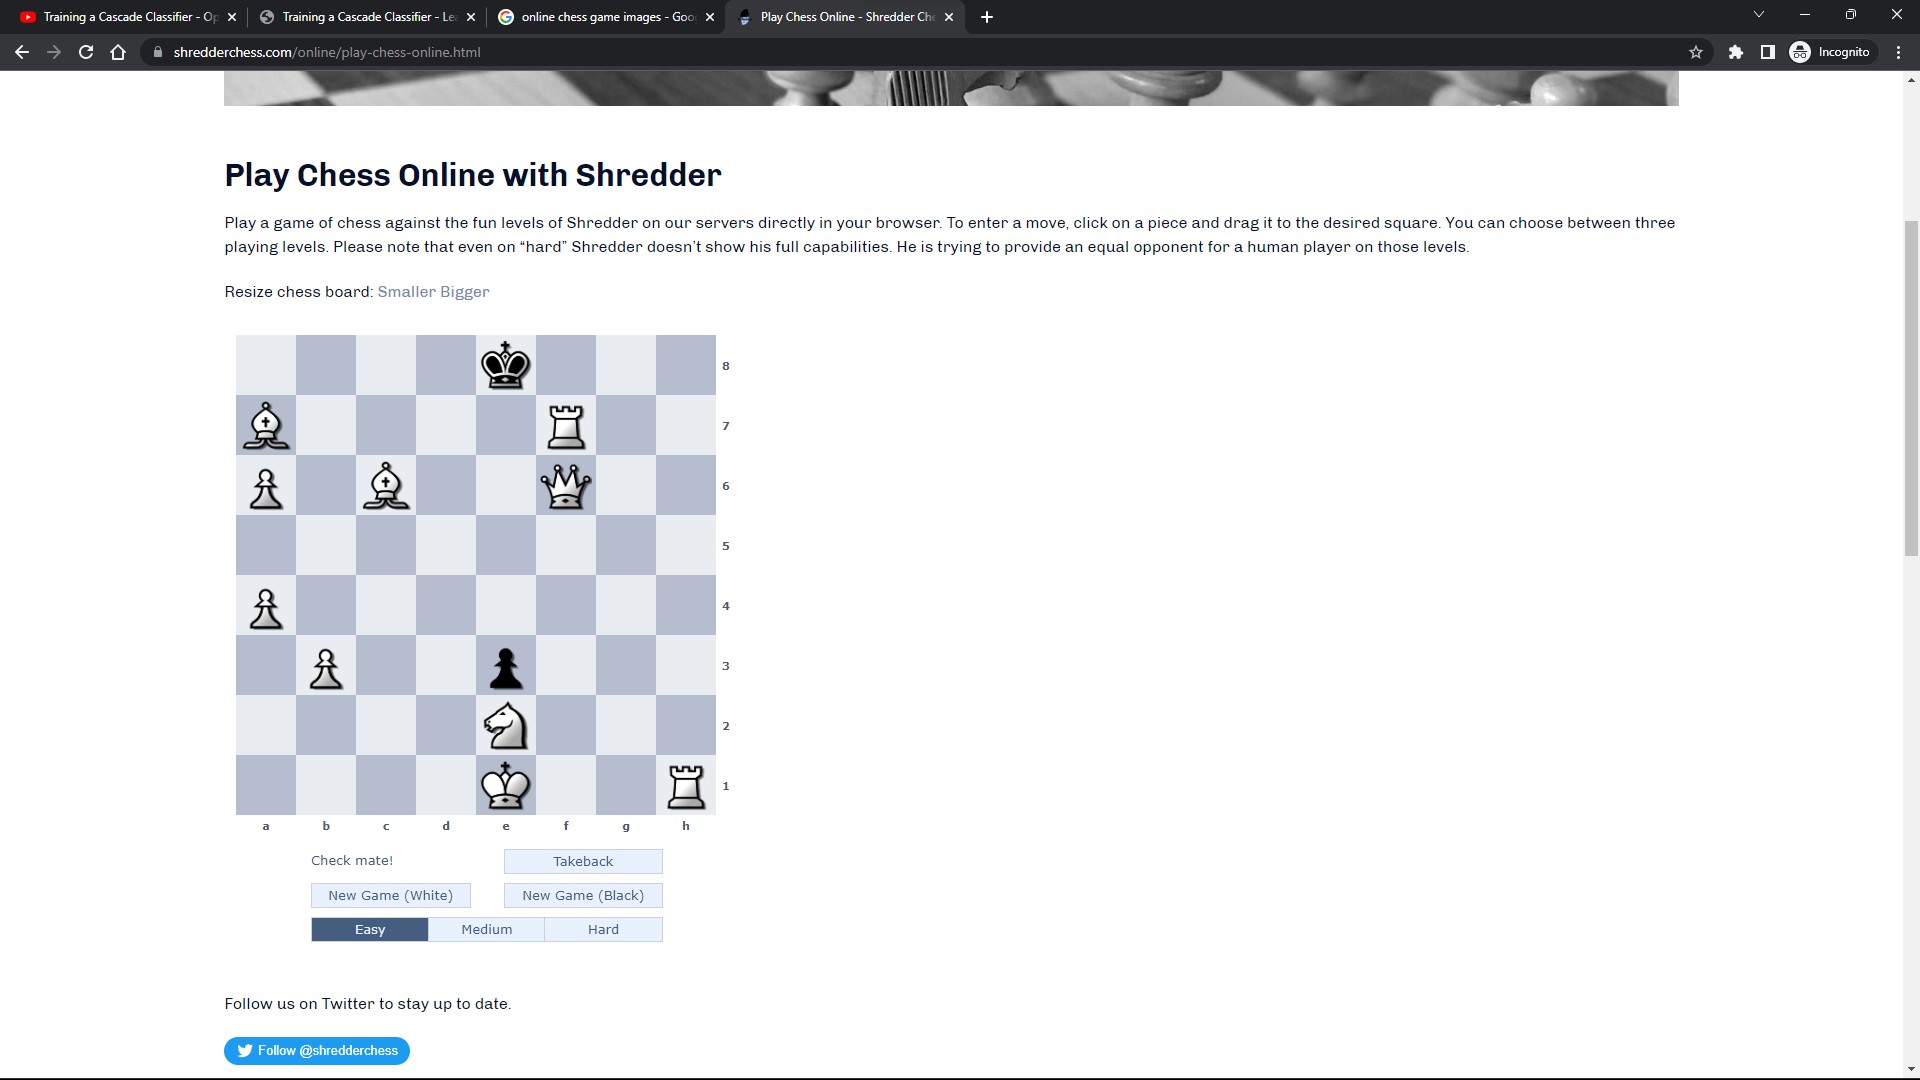 Training a Cascade Classifier - Op
Training a Cascade Classifier - Le
online chess game images - Goo
Play Chess Online - Shredder Che
shredderchess.com/online/play-chess-online.html
Incognito
Play Chess Online with Shredder
Play a game of chess against the fun levels of Shredder on our servers directly in your browser. To enter a move, click on a piece and drag it to the desired square. You can choose between three
playing levels. Please note that even on “hard” Shredder doesn’t show his full capabilities. He is trying to provide an equal opponent for a human player on those levels.
Resize chess board: Smaller Bigger
8
7
6
5
4
3
2
1
a b c d e f g h
Check mate!
Takeback
New Game (White)
New Game (Black)
Easy
Medium
Hard
Follow us on Twitter to stay up to date.
Follow @shredderchess